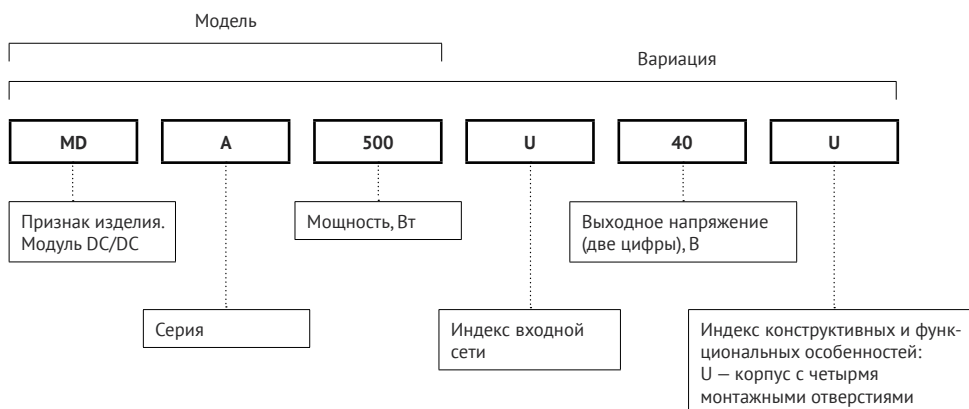 Модель
Вариация
MD
A
500
U
40
U
Признак изделия.
Модуль DC/DC
Мощность, Вт
Выходное напряжение
(две цифры), В
Серия
Индекс входной
сети
Индекс конструктивных и функ-
циональных особенностей:
U — корпус с четырмя
монтажными отверстиями